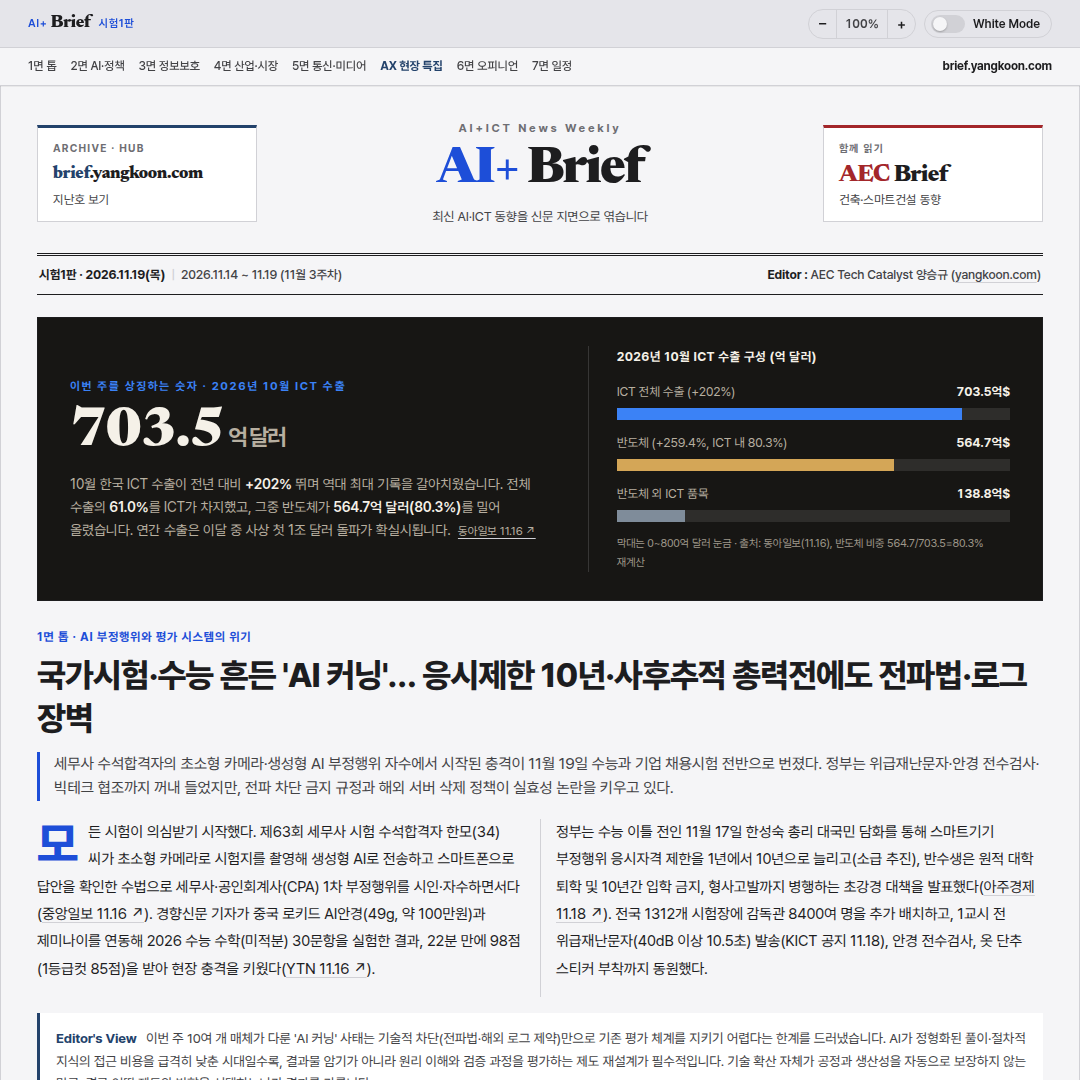 AI+ Brief 시험1판
− 100% + White Mode
1면 톱 2면 AI·정책 3면 정보보호 4면 산업·시장 5면 통신·미디어 AX 현장 특집 6면 오피니언 7면 일정 brief.yangkoon.com
ARCHIVE · HUB
brief.yangkoon.com
지난호 보기
AI+ICT News Weekly
AI+ Brief
최신 AI·ICT 동향을 신문 지면으로 엮습니다
함께 읽기
AEC Brief
건축·스마트건설 동향
시험1판 · 2026.11.19(목) | 2026.11.14 ~ 11.19 (11월 3주차) Editor : AEC Tech Catalyst 양승규 (yangkoon.com)
이번 주를 상징하는 숫자 · 2026년 10월 ICT 수출
703.5 억달러
10월 한국 ICT 수출이 전년 대비 +202% 뛰며 역대 최대 기록을 갈아치웠습니다. 전체
수출의 61.0%를 ICT가 차지했고, 그중 반도체가 564.7억 달러(80.3%)를 밀어
올렸습니다. 연간 수출은 이달 중 사상 첫 1조 달러 돌파가 확실시됩니다. 동아일보 11.16 ↗
2026년 10월 ICT 수출 구성 (억 달러)
ICT 전체 수출 (+202%) 703.5억$
반도체 (+259.4%, ICT 내 80.3%) 564.7억$
반도체 외 ICT 품목 138.8억$
막대는 0~800억 달러 눈금 · 출처: 동아일보(11.16), 반도체 비중 564.7/703.5=80.3%
재계산
1면 톱 · AI 부정행위와 평가 시스템의 위기
국가시험·수능 흔든 'AI 커닝'… 응시제한 10년·사후추적 총력전에도 전파법·로그
장벽
세무사 수석합격자의 초소형 카메라·생성형 AI 부정행위 자수에서 시작된 충격이 11월 19일 수능과 기업 채용시험 전반으로 번졌다. 정부는 위급재난문자·안경 전수검사·
빅테크 협조까지 꺼내 들었지만, 전파 차단 금지 규정과 해외 서버 삭제 정책이 실효성 논란을 키우고 있다.
모든 시험이 의심받기 시작했다. 제63회 세무사 시험 수석합격자 한모(34)
씨가 초소형 카메라로 시험지를 촬영해 생성형 AI로 전송하고 스마트폰으로
답안을 확인한 수법으로 세무사·공인회계사(CPA) 1차 부정행위를 시인·자수하면서다
(중앙일보 11.16 ↗). 경향신문 기자가 중국 로키드 AI안경(49g, 약 100만원)과
제미나이를 연동해 2026 수능 수학(미적분) 30문항을 실험한 결과, 22분 만에 98점
(1등급컷 85점)을 받아 현장 충격을 키웠다(YTN 11.16 ↗).
정부는 수능 이틀 전인 11월 17일 한성숙 총리 대국민 담화를 통해 스마트기기
부정행위 응시자격 제한을 1년에서 10년으로 늘리고(소급 추진), 반수생은 원적 대학
퇴학 및 10년간 입학 금지, 형사고발까지 병행하는 초강경 대책을 발표했다(아주경제
11.18 ↗). 전국 1312개 시험장에 감독관 8400여 명을 추가 배치하고, 1교시 전
위급재난문자(40dB 이상 10.5초) 발송(KICT 공지 11.18), 안경 전수검사, 옷 단추
스티커 부착까지 동원했다.
Editor's View 이번 주 10여 개 매체가 다룬 'AI 커닝' 사태는 기술적 차단(전파법·해외 로그 제약)만으로 기존 평가 체계를 지키기 어렵다는 한계를 드러냈습니다. AI가 정형화된 풀이·절차적
지식의 접근 비용을 급격히 낮춘 시대일수록, 결과물 암기가 아니라 원리 이해와 검증 과정을 평가하는 제도 재설계가 필수적입니다. 기술 확산 자체가 공정과 생산성을 자동으로 보장하지 않는